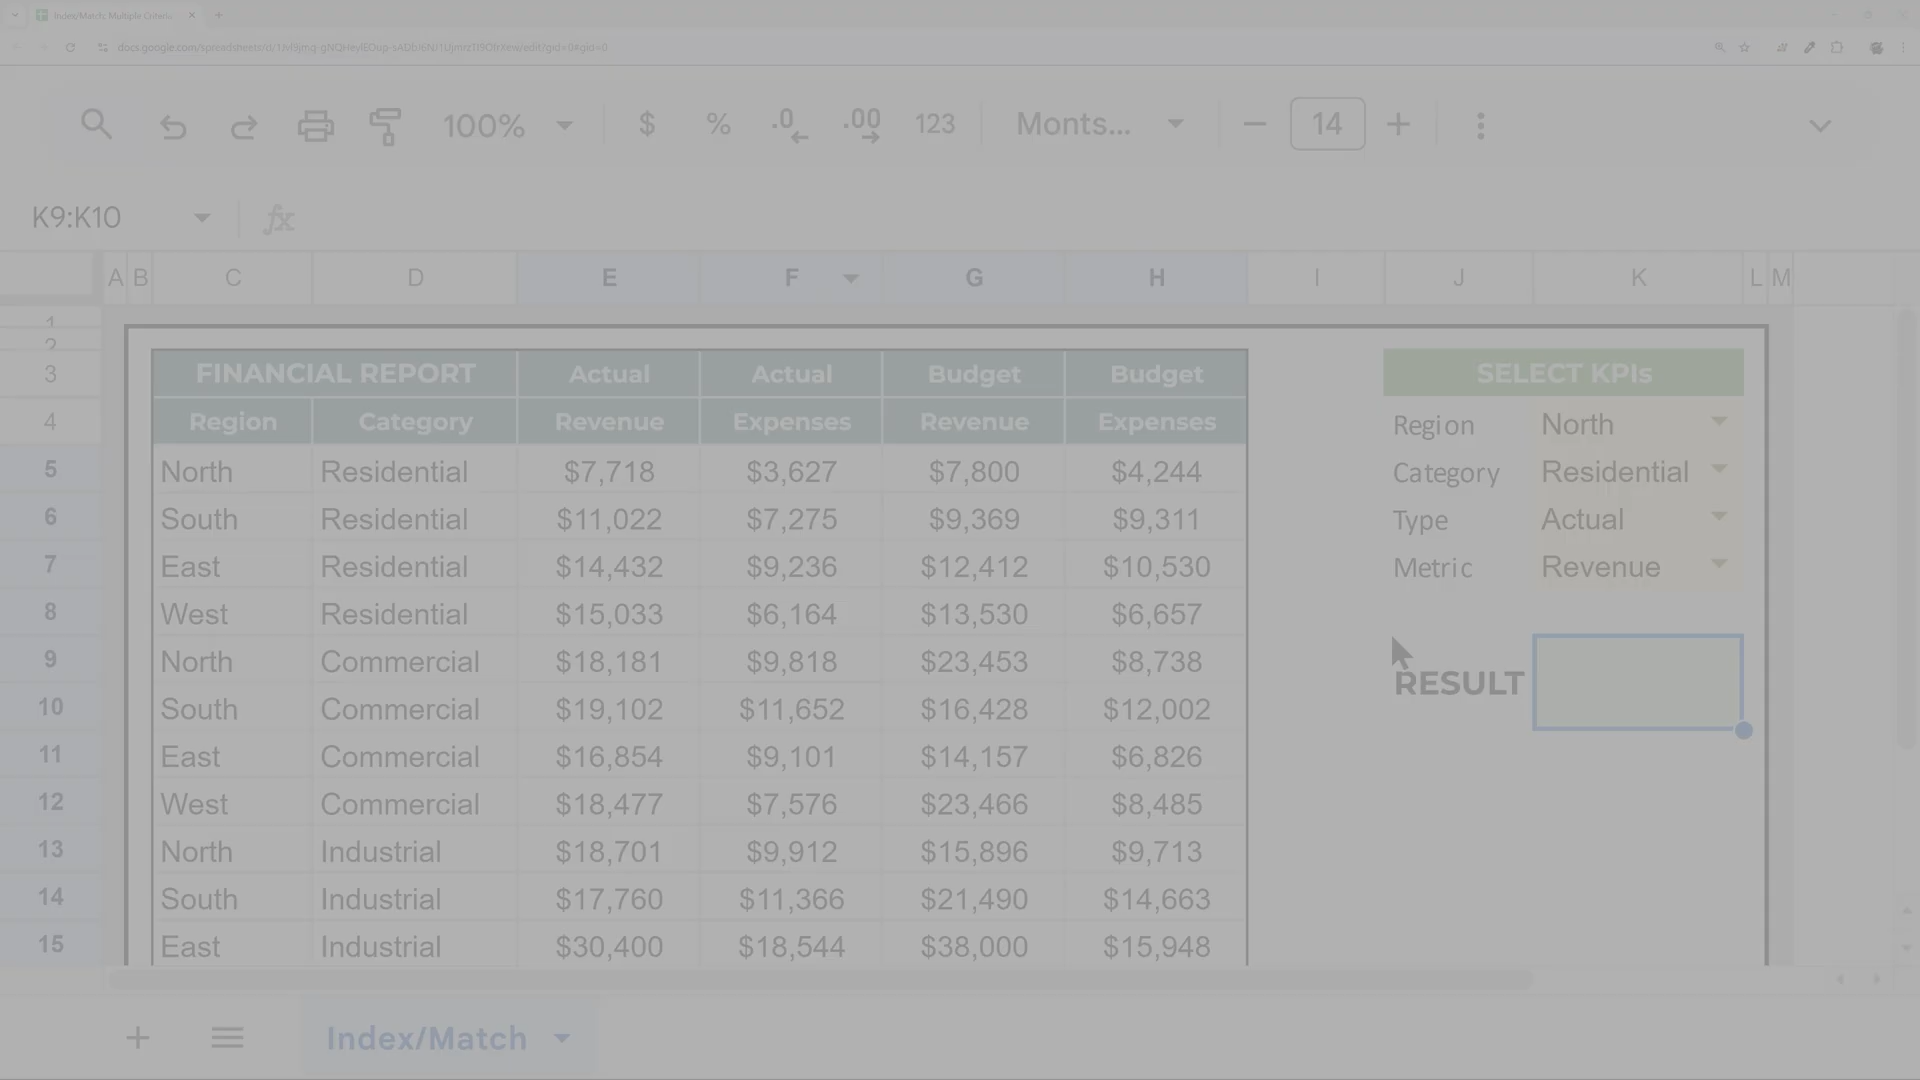 Index/Match: Multiple Criteria
100% $ % .0 .00 123 Monts... 14
K9:K10 fx
A B C D E F G H I J K L M
1
2
3 FINANCIAL REPORT Actual Actual Budget Budget SELECT KPIs
4 Region Category Revenue Expenses Revenue Expenses Region North
5 North Residential $7,718 $3,627 $7,800 $4,244 Category Residential
6 South Residential $11,022 $7,275 $9,369 $9,311 Type Actual
7 East Residential $14,432 $9,236 $12,412 $10,530 Metric Revenue
8 West Residential $15,033 $6,164 $13,530 $6,657
9 North Commercial $18,181 $9,818 $23,453 $8,738 RESULT
10 South Commercial $19,102 $11,652 $16,428 $12,002
11 East Commercial $16,854 $9,101 $14,157 $6,826
12 West Commercial $18,477 $7,576 $23,466 $8,485
13 North Industrial $18,701 $9,912 $15,896 $9,713
14 South Industrial $17,760 $11,366 $21,490 $14,663
15 East Industrial $30,400 $18,544 $38,000 $15,948
Index/Match